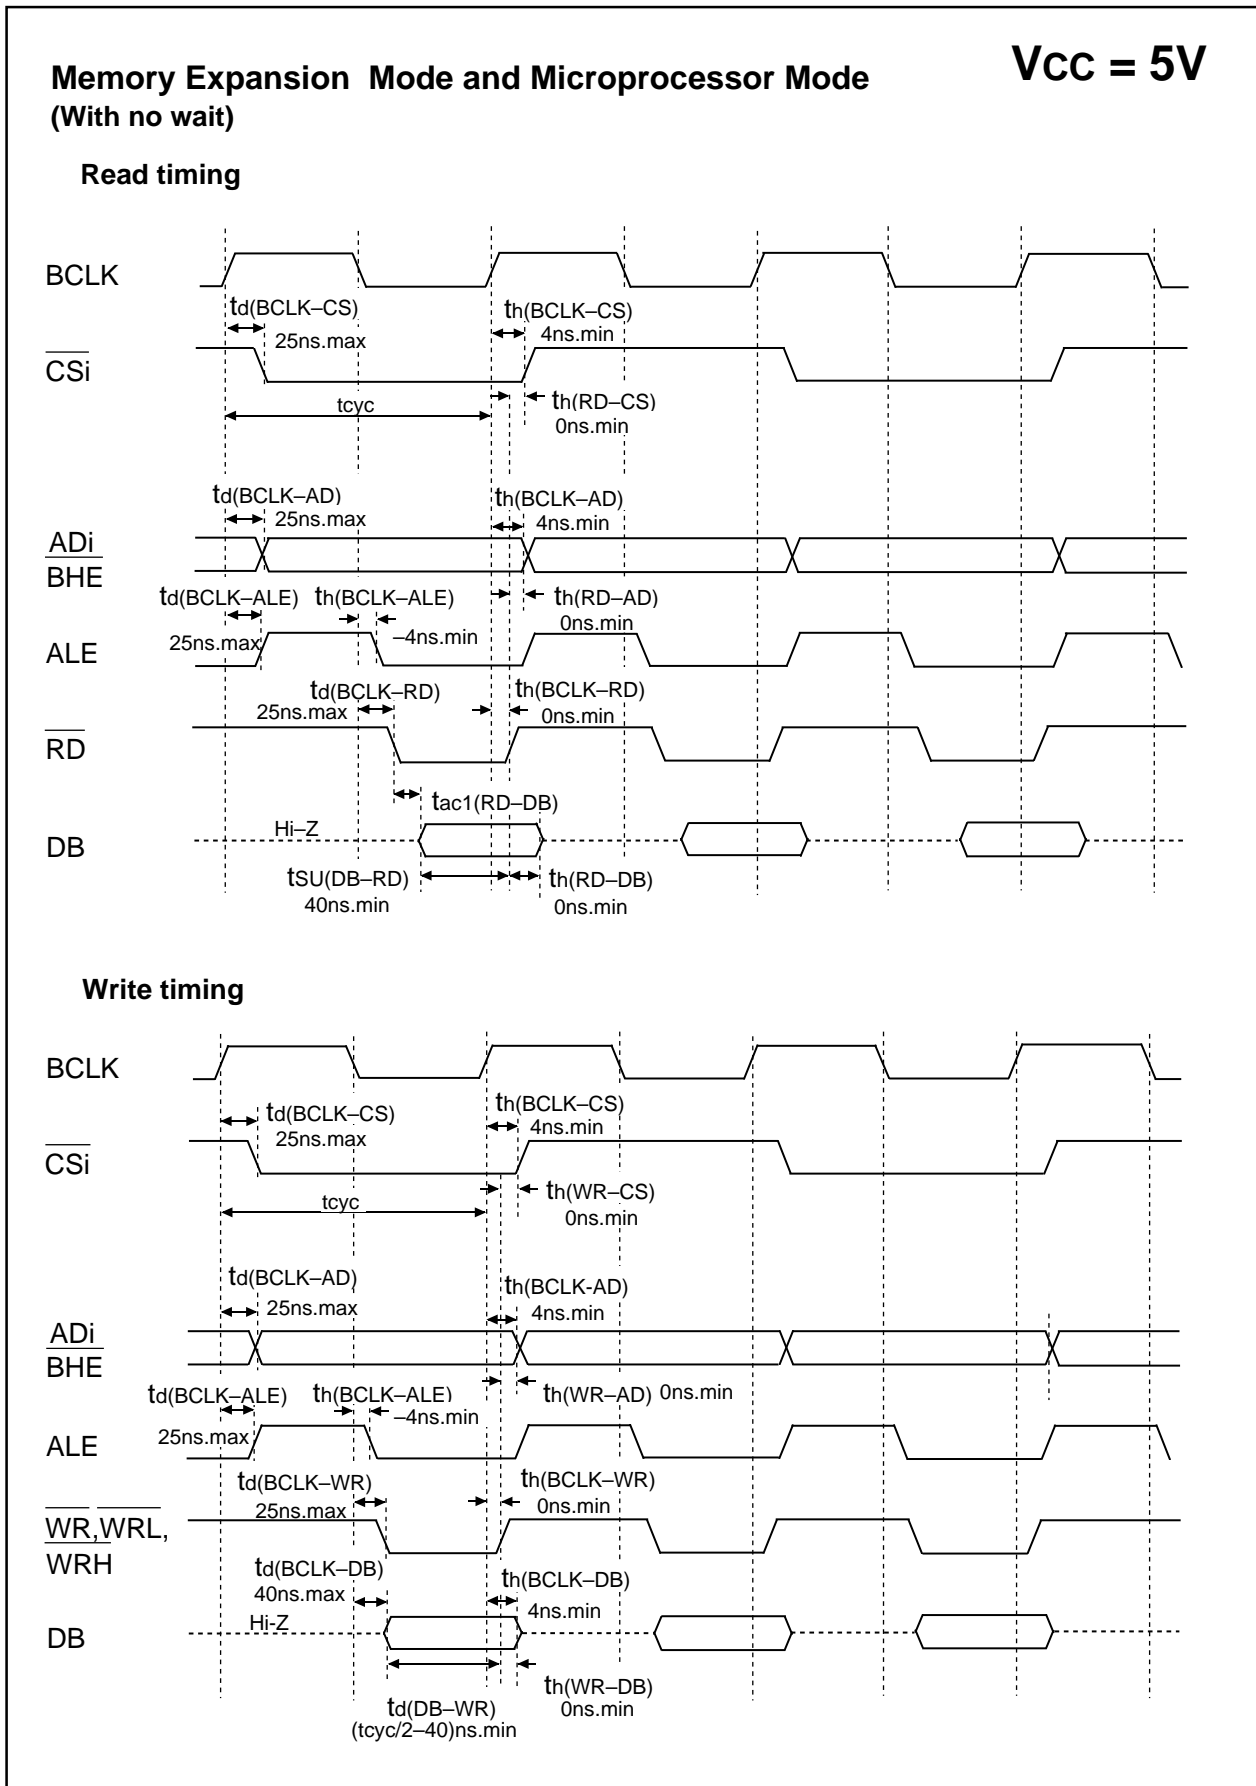 Memory Expansion Mode and Microprocessor Mode
VCC = 5V
(With no wait)
Read timing
BCLK
td(BCLK–CS)
25ns.max
th(BCLK–CS)
4ns.min
CSi
tcyc
th(RD–CS)
0ns.min
td(BCLK–AD)
25ns.max
th(BCLK–AD)
4ns.min
ADi
BHE
td(BCLK–ALE)
25ns.max
th(BCLK–ALE)
–4ns.min
th(RD–AD)
0ns.min
ALE
td(BCLK–RD)
25ns.max
th(BCLK–RD)
0ns.min
RD
tac1(RD–DB)
Hi–Z
DB
tSU(DB–RD)
40ns.min
th(RD–DB)
0ns.min
Write timing
BCLK
td(BCLK–CS)
25ns.max
th(BCLK–CS)
4ns.min
CSi
tcyc
th(WR–CS)
0ns.min
td(BCLK–AD)
25ns.max
th(BCLK-AD)
4ns.min
ADi
BHE
td(BCLK–ALE)
25ns.max
th(BCLK–ALE)
–4ns.min
th(WR–AD) 0ns.min
ALE
td(BCLK–WR)
25ns.max
th(BCLK–WR)
0ns.min
WR,WRL,
WRH
td(BCLK–DB)
40ns.max
th(BCLK–DB)
4ns.min
Hi-Z
DB
td(DB–WR)
(tcyc/2–40)ns.min
th(WR–DB)
0ns.min